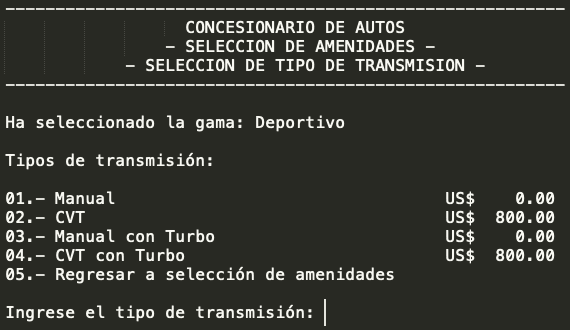 --------------------------------------------------------
CONCESIONARIO DE AUTOS
- SELECCION DE AMENIDADES -
- SELECCION DE TIPO DE TRANSMISION -
--------------------------------------------------------
Ha seleccionado la gama: Deportivo
Tipos de transmisión:
01.- Manual US$ 0.00
02.- CVT US$ 800.00
03.- Manual con Turbo US$ 0.00
04.- CVT con Turbo US$ 800.00
05.- Regresar a selección de amenidades
Ingrese el tipo de transmisión: